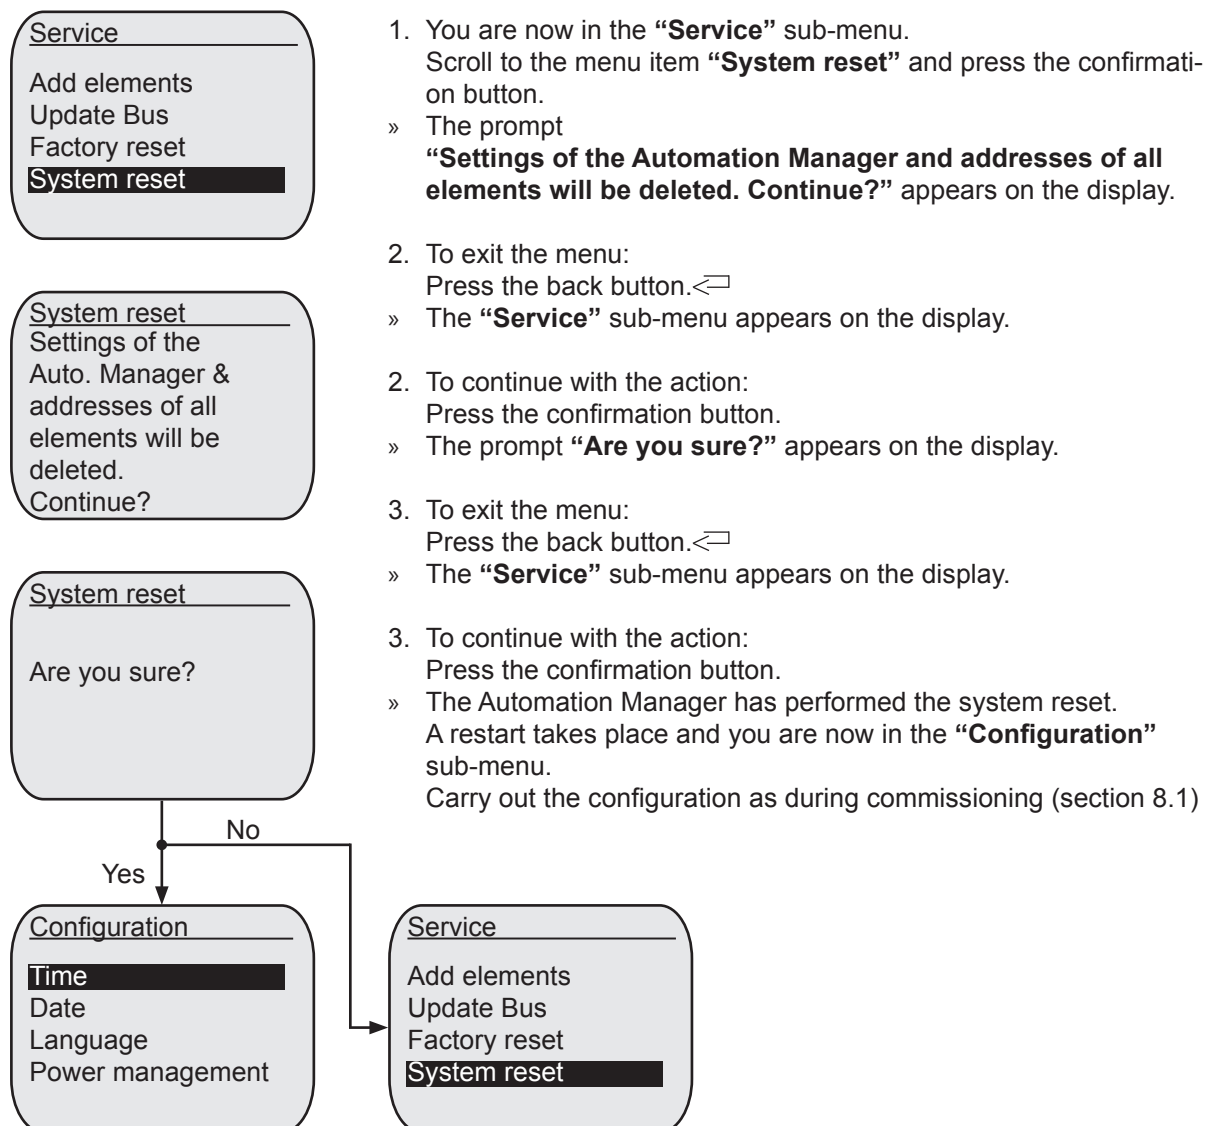 Service
Add elements
Update Bus
Factory reset
System reset
System reset
Settings of the
Auto. Manager &
addresses of all
elements will be
deleted.
Continue?
System reset
Are you sure?
No
Yes
Configuration
Time
Date
Language
Power management
Service
Add elements
Update Bus
Factory reset
System reset
1. You are now in the “Service” sub-menu.
Scroll to the menu item “System reset” and press the confirmati-
on button.
» The prompt
“Settings of the Automation Manager and addresses of all
elements will be deleted. Continue?” appears on the display.
2. To exit the menu:
Press the back button.
» The “Service” sub-menu appears on the display.
2. To continue with the action:
Press the confirmation button.
» The prompt “Are you sure?” appears on the display.
3. To exit the menu:
Press the back button.
» The “Service” sub-menu appears on the display.
3. To continue with the action:
Press the confirmation button.
» The Automation Manager has performed the system reset.
A restart takes place and you are now in the “Configuration”
sub-menu.
Carry out the configuration as during commissioning (section 8.1)